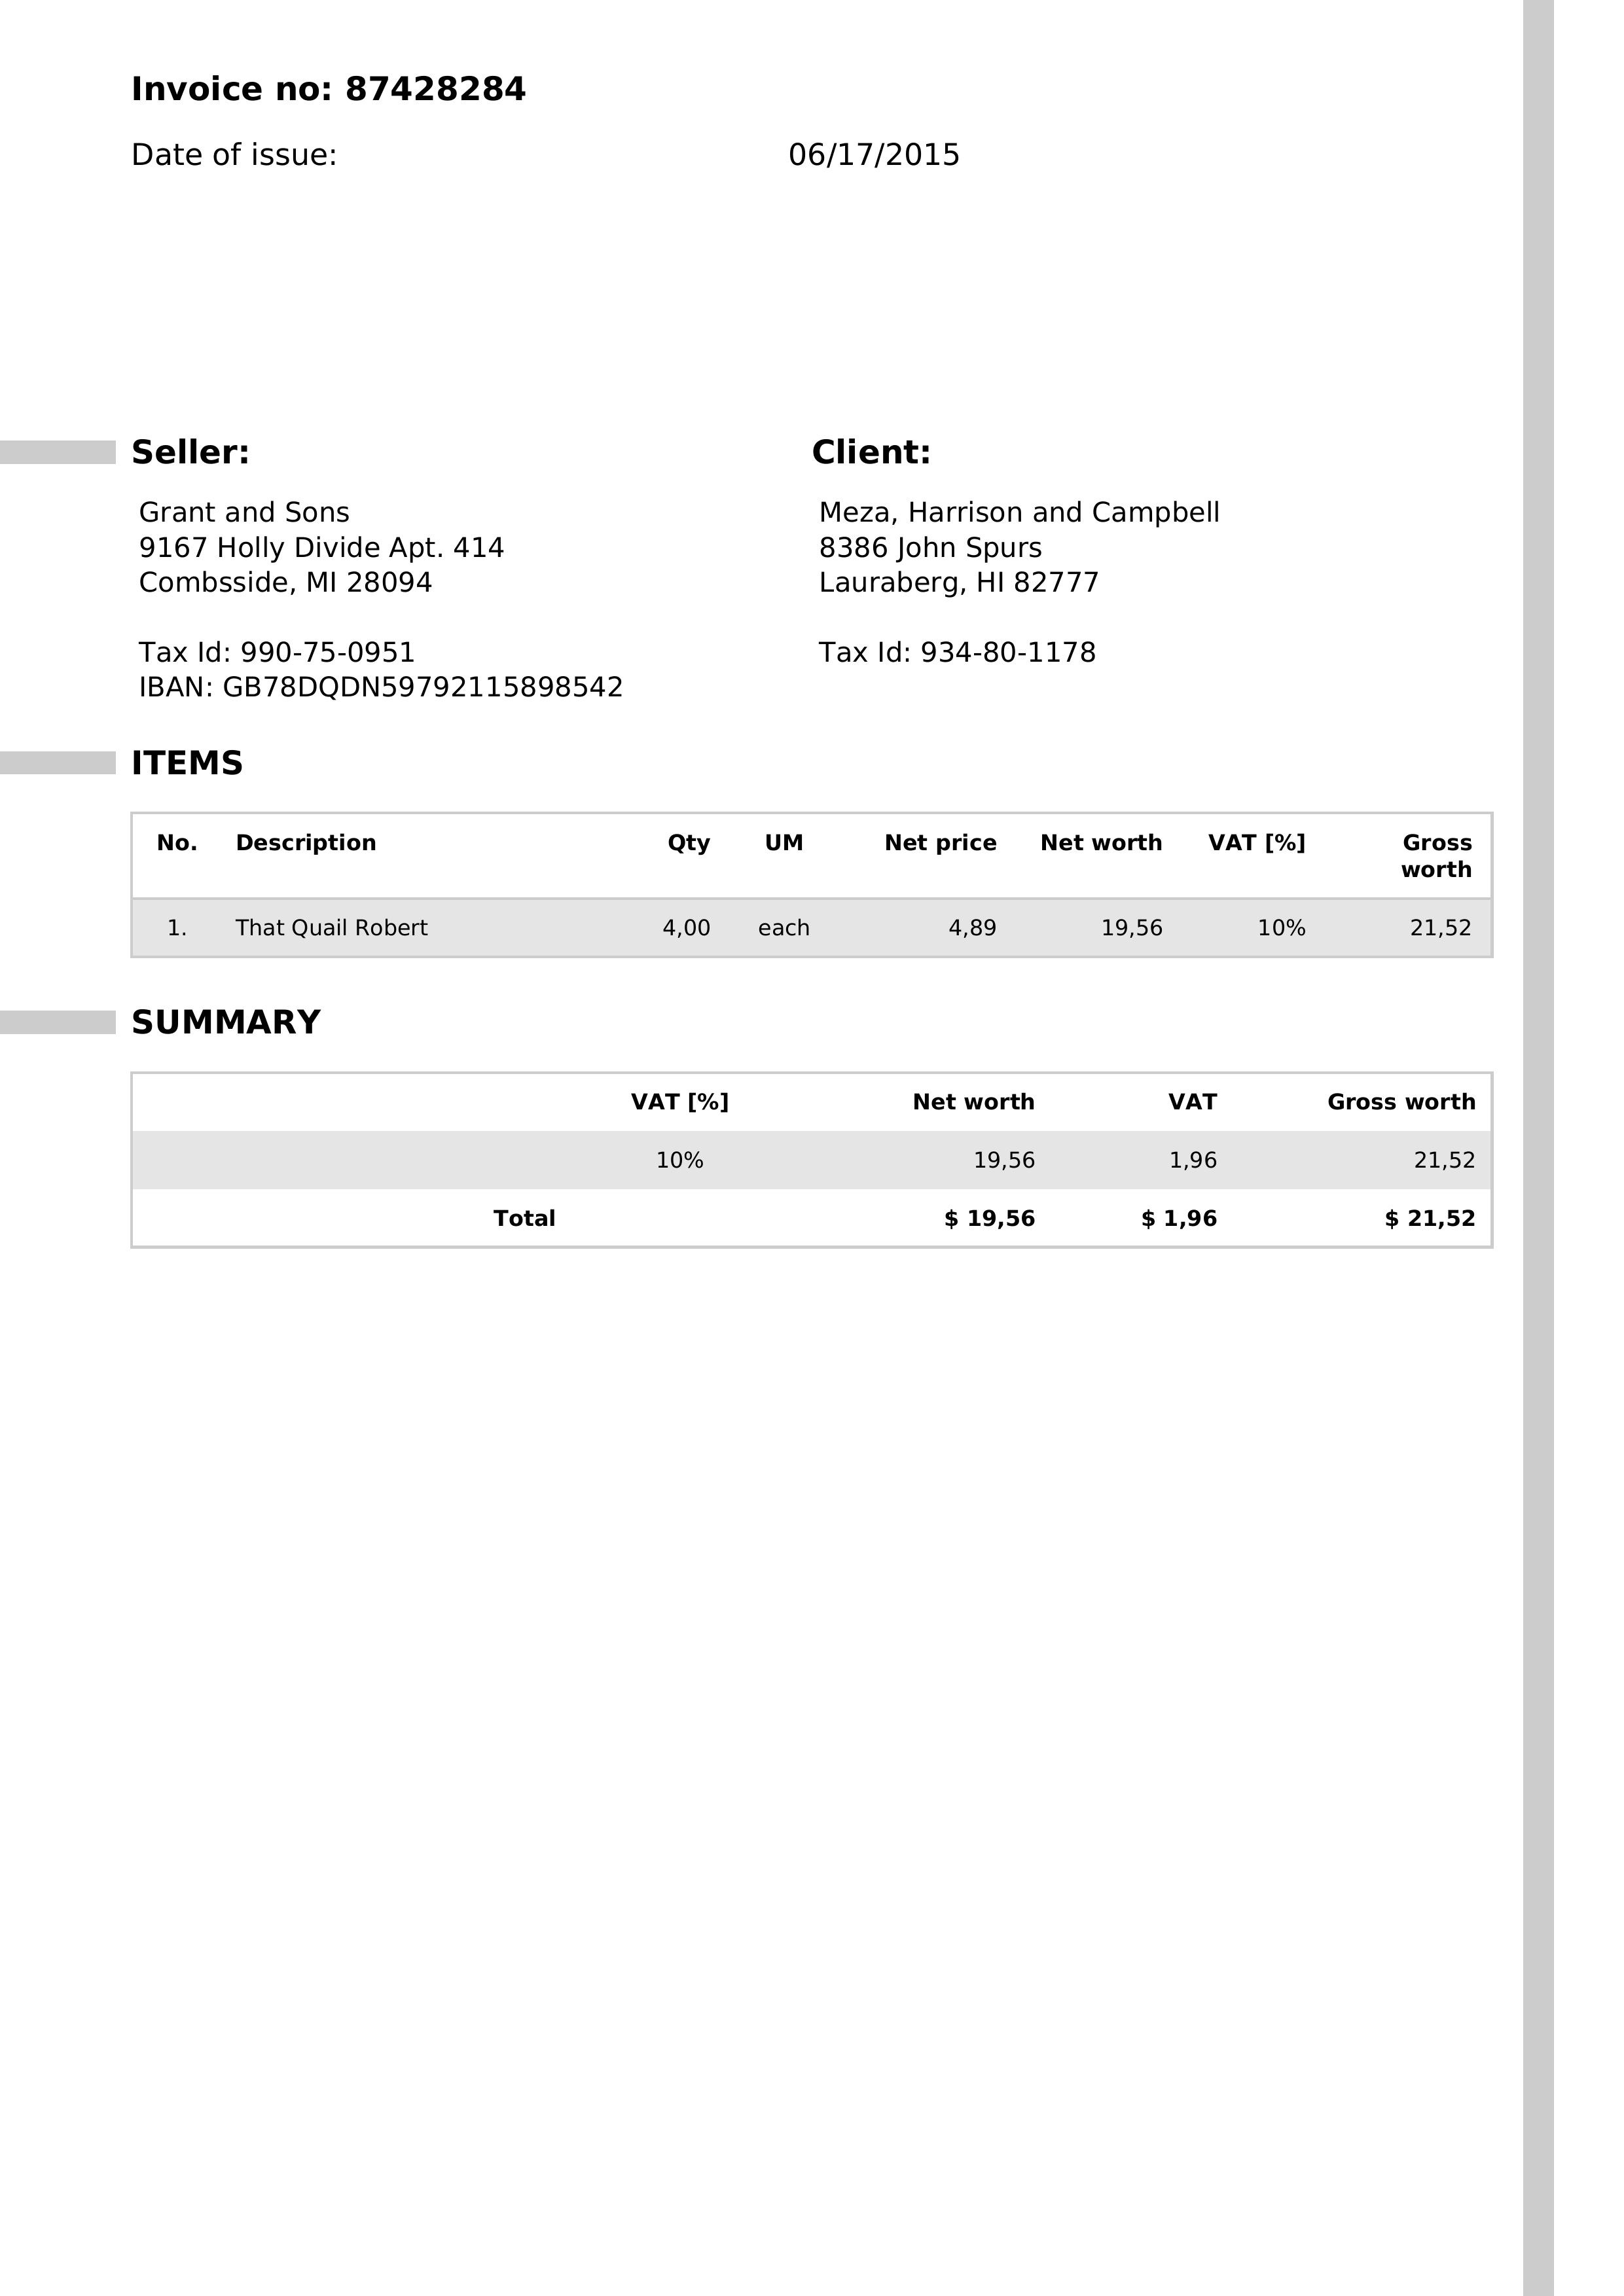 Invoice no: 87428284
Date of issue: 06/17/2015
Seller: Client:
Grant and Sons Meza, Harrison and Campbell
9167 Holly Divide Apt. 414 8386 John Spurs
Combsside, MI 28094 Lauraberg, HI 82777
Tax Id: 990-75-0951 Tax Id: 934-80-1178
IBAN: GB78DQDN59792115898542
ITEMS
No. Description Qty UM Net price Net worth VAT [%] Gross
worth
1. That Quail Robert 4,00 each 4,89 19,56 10% 21,52
SUMMARY
VAT [%] Net worth VAT Gross worth
10% 19,56 1,96 21,52
Total $ 19,56 $ 1,96 $ 21,52